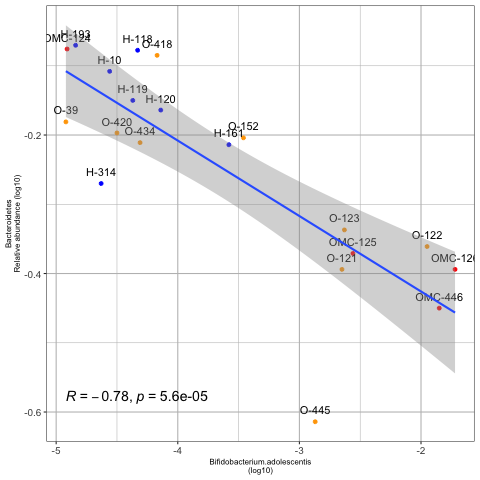 H-193
OMC-124
H-118
O-418
H-10
H-119
H-120
O-39
O-420
O-434
O-152
H-161
H-314
O-123
OMC-125
O-121
O-122
OMC-126
OMC-446
O-445
R = − 0.78, p = 5.6e-05
-0.2
-0.4
-0.6
-5
-4
-3
-2
Bacteroidetes
Relative abundance (log10)
Bifidobacterium.adolescentis
(log10)